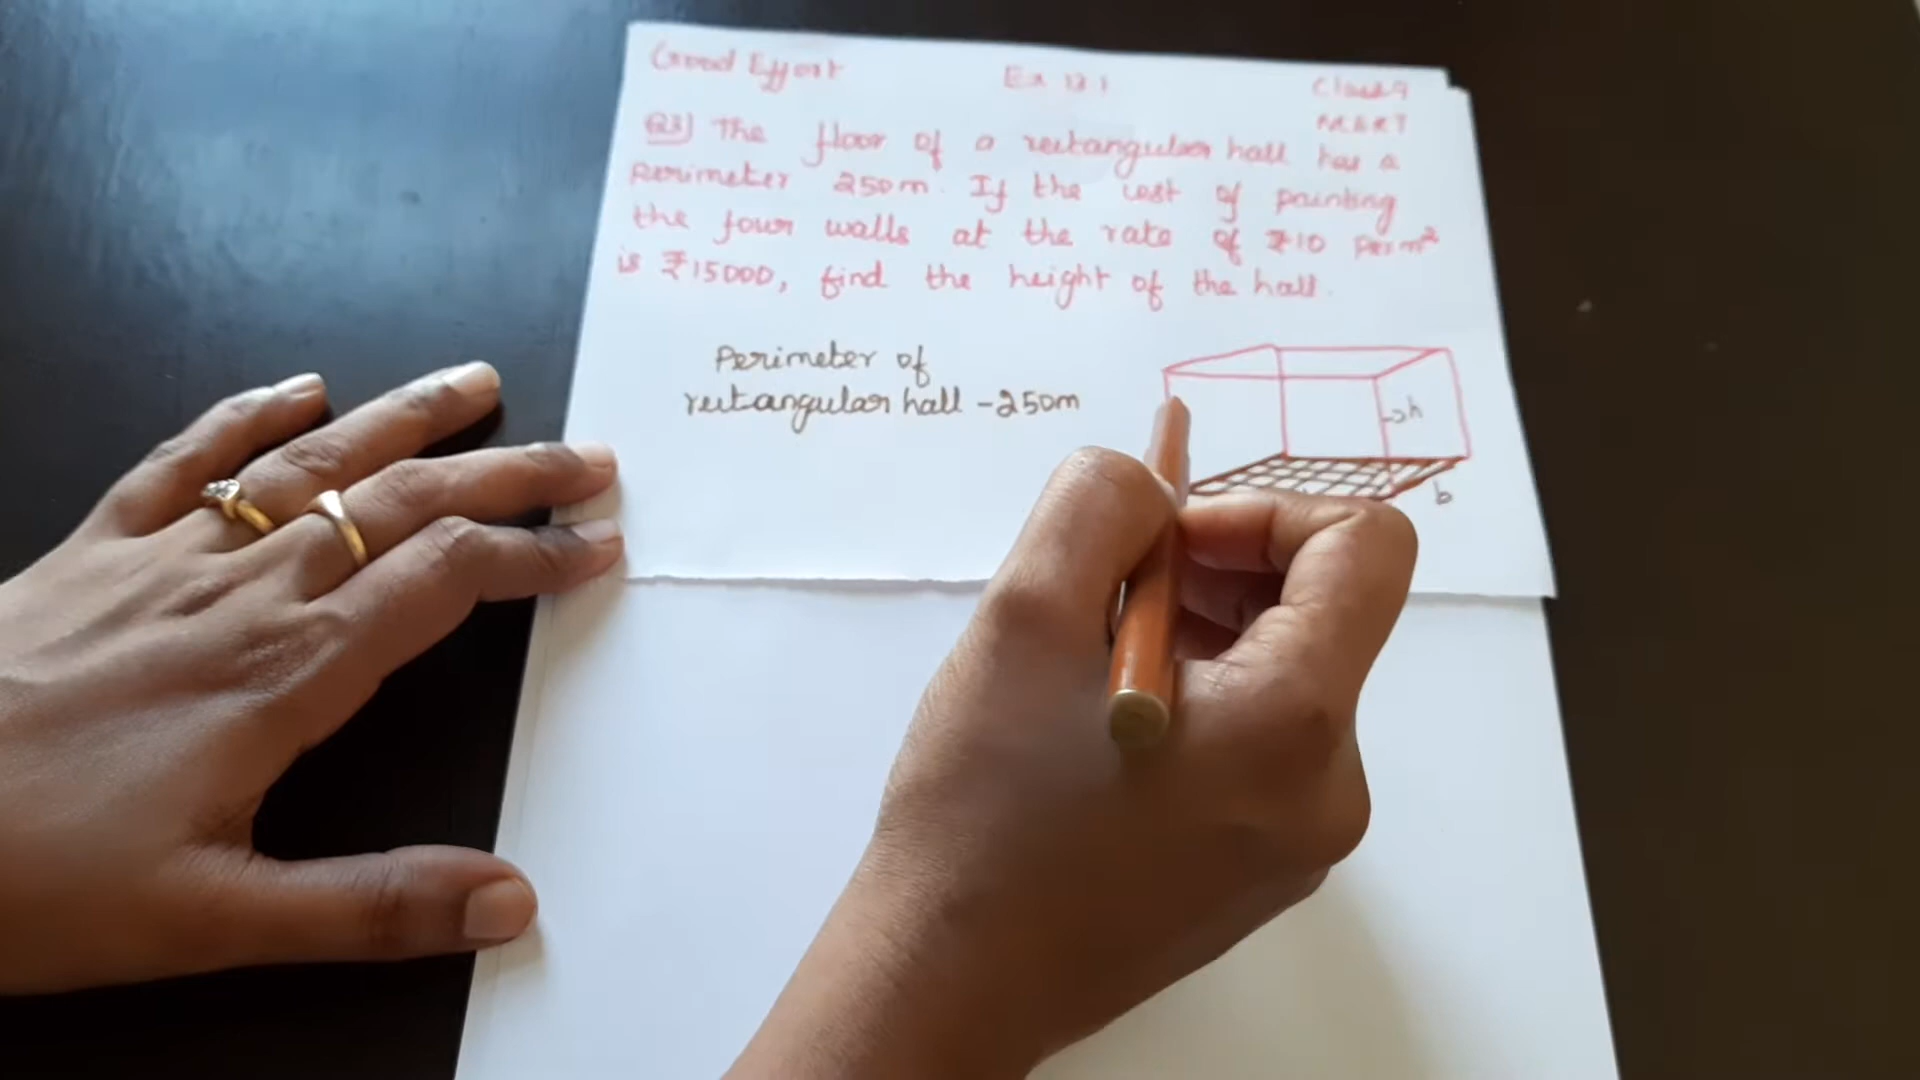 Good Effort Ex 13.1 Class 9
NCERT
Q3) The floor of a rectangular hall has a
perimeter 250m. If the cost of painting
the four walls at the rate of ₹10 per m²
is ₹15000, find the height of the hall.
Perimeter of
rectangular hall - 250m
→h
b